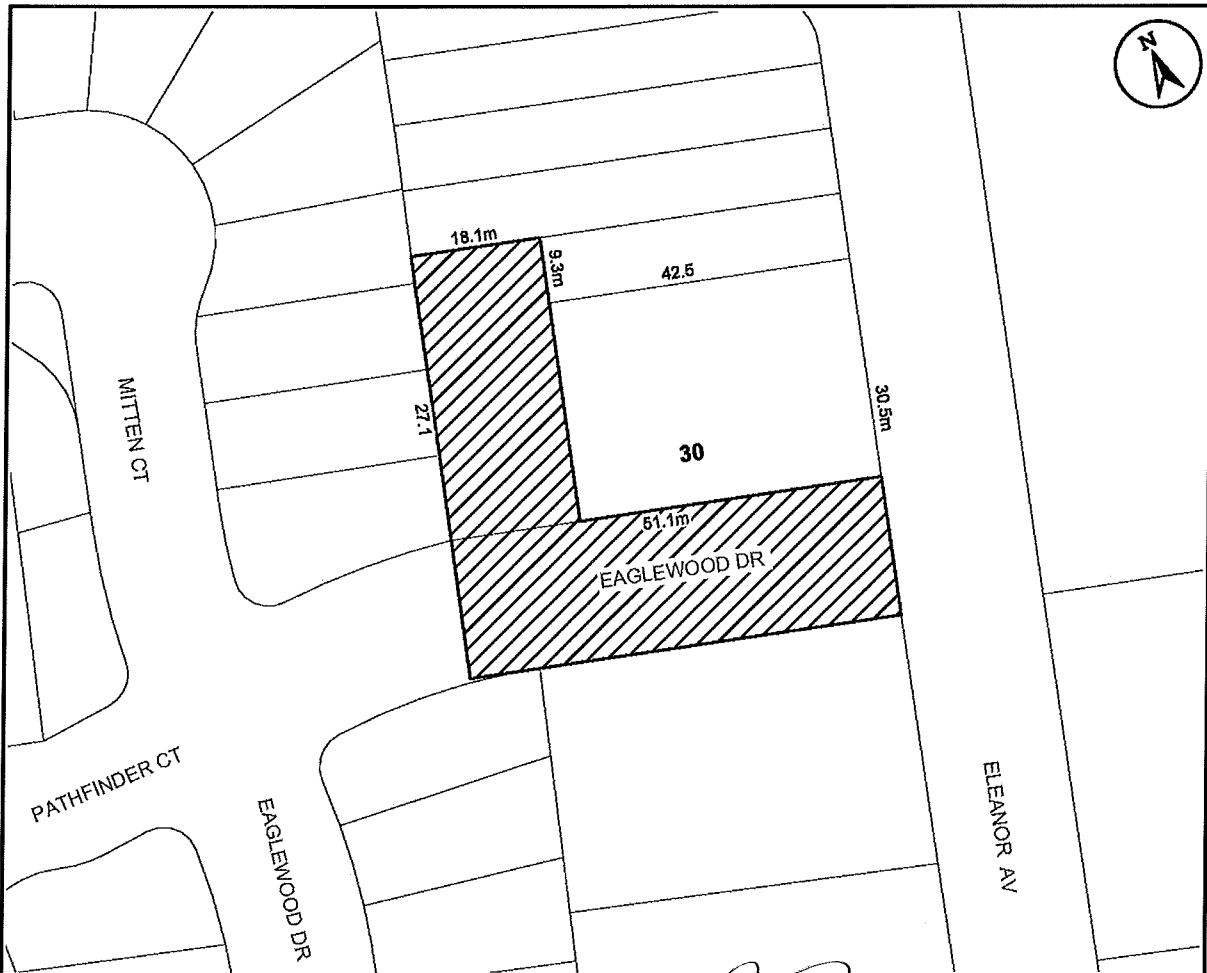 N
18.1m
9.3m
42.5
MITTEN CT
27.1
30.5m
30
51.1m
EAGLEWOOD DR
PATHFINDER CT
EAGLEWOOD DR
ELEANOR AV